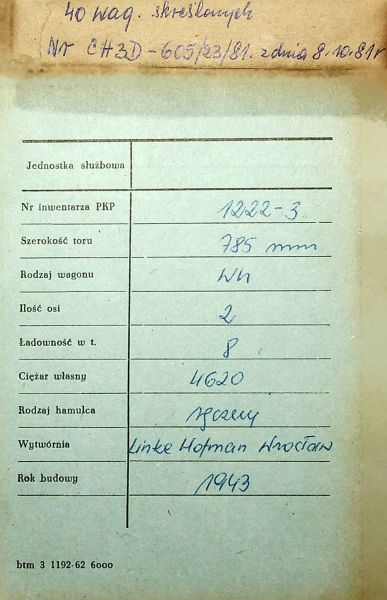 40 wag. skreślonych
Nr CH3D-605/23/81. z dnia 8.10.81r
Jednostka służbowa
Nr inwentarza PKP 1222-3
Szerokość toru 785 mm
Rodzaj wagonu Wh
Ilość osi 2
Ładowność w t. 8
Ciężar własny 4620
Rodzaj hamulca ręczny
Wytwórnia Linke Hofman Wrocław
Rok budowy 1943
btm 3 1192-62 6000